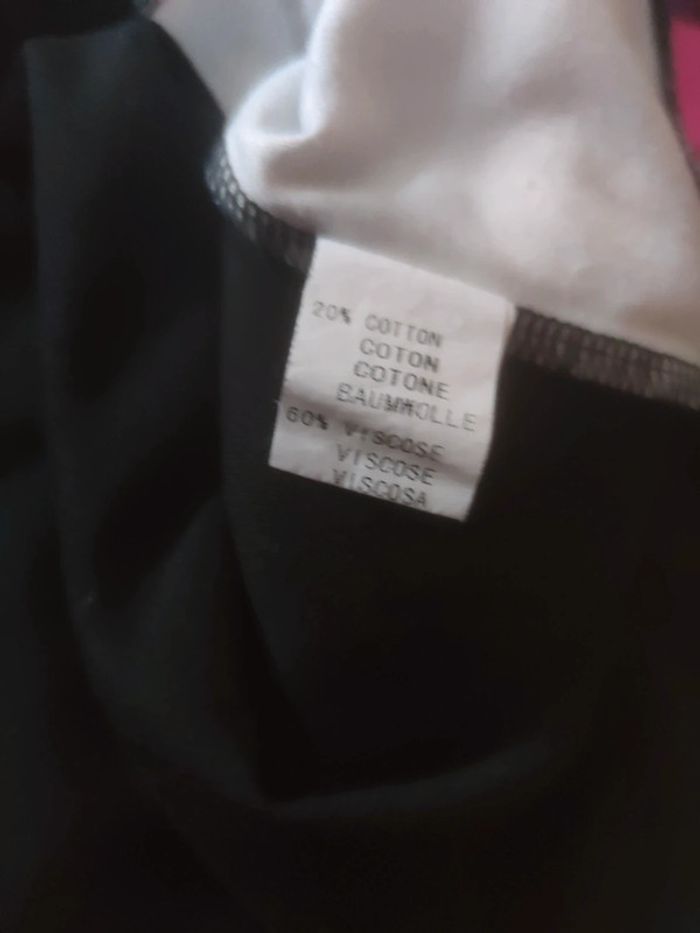 20% COTTON
COTON
COTONE
BAUMWOLLE
60% VISCOSE
VISCOSE
VISCOSA